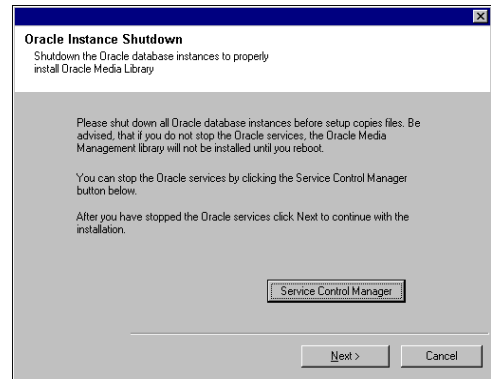 Oracle Instance Shutdown
Shutdown the Oracle database instances to properly
install Oracle Media Library
Please shut down all Oracle database instances before setup copies files. Be
advised, that if you do not stop the Oracle services, the Oracle Media
Management library will not be installed until you reboot.
You can stop the Oracle services by clicking the Service Control Manager
button below.
After you have stopped the Oracle services click Next to continue with the
installation.
Service Control Manager
Next >
Cancel